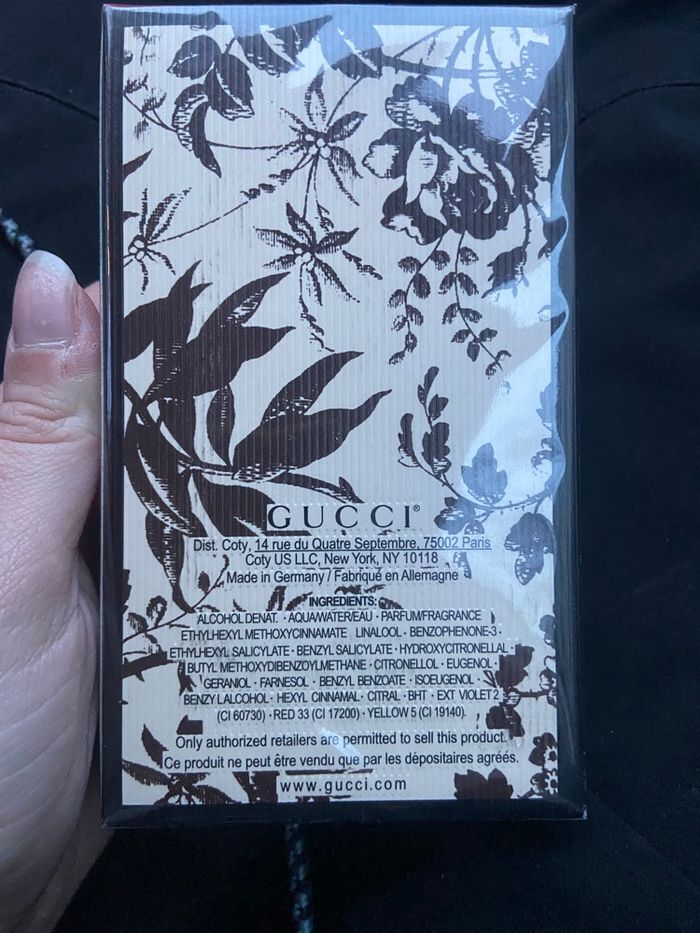 GUCCI®
Dist. Coty, 14 rue du Quatre Septembre, 75002 Paris
Coty US LLC, New York, NY 10118
Made in Germany / Fabriqué en Allemagne
INGREDIENTS:
ALCOHOL DENAT. · AQUA/WATER/EAU · PARFUM/FRAGRANCE
ETHYLHEXYL METHOXYCINNAMATE LINALOOL · BENZOPHENONE-3 ·
ETHYLHEXYL SALICYLATE · BENZYL SALICYLATE · HYDROXYCITRONELLAL ·
BUTYL METHOXYDIBENZOYLMETHANE · CITRONELLOL · EUGENOL ·
GERANIOL · FARNESOL · BENZYL BENZOATE · ISOEUGENOL ·
BENZYLALCOHOL · HEXYL CINNAMAL · CITRAL · BHT · EXT VIOLET 2
(CI 60730) · RED 33 (CI 17200) · YELLOW 5 (CI 19140).
Only authorized retailers are permitted to sell this product.
Ce produit ne peut être vendu que par les dépositaires agréés.
www.gucci.com